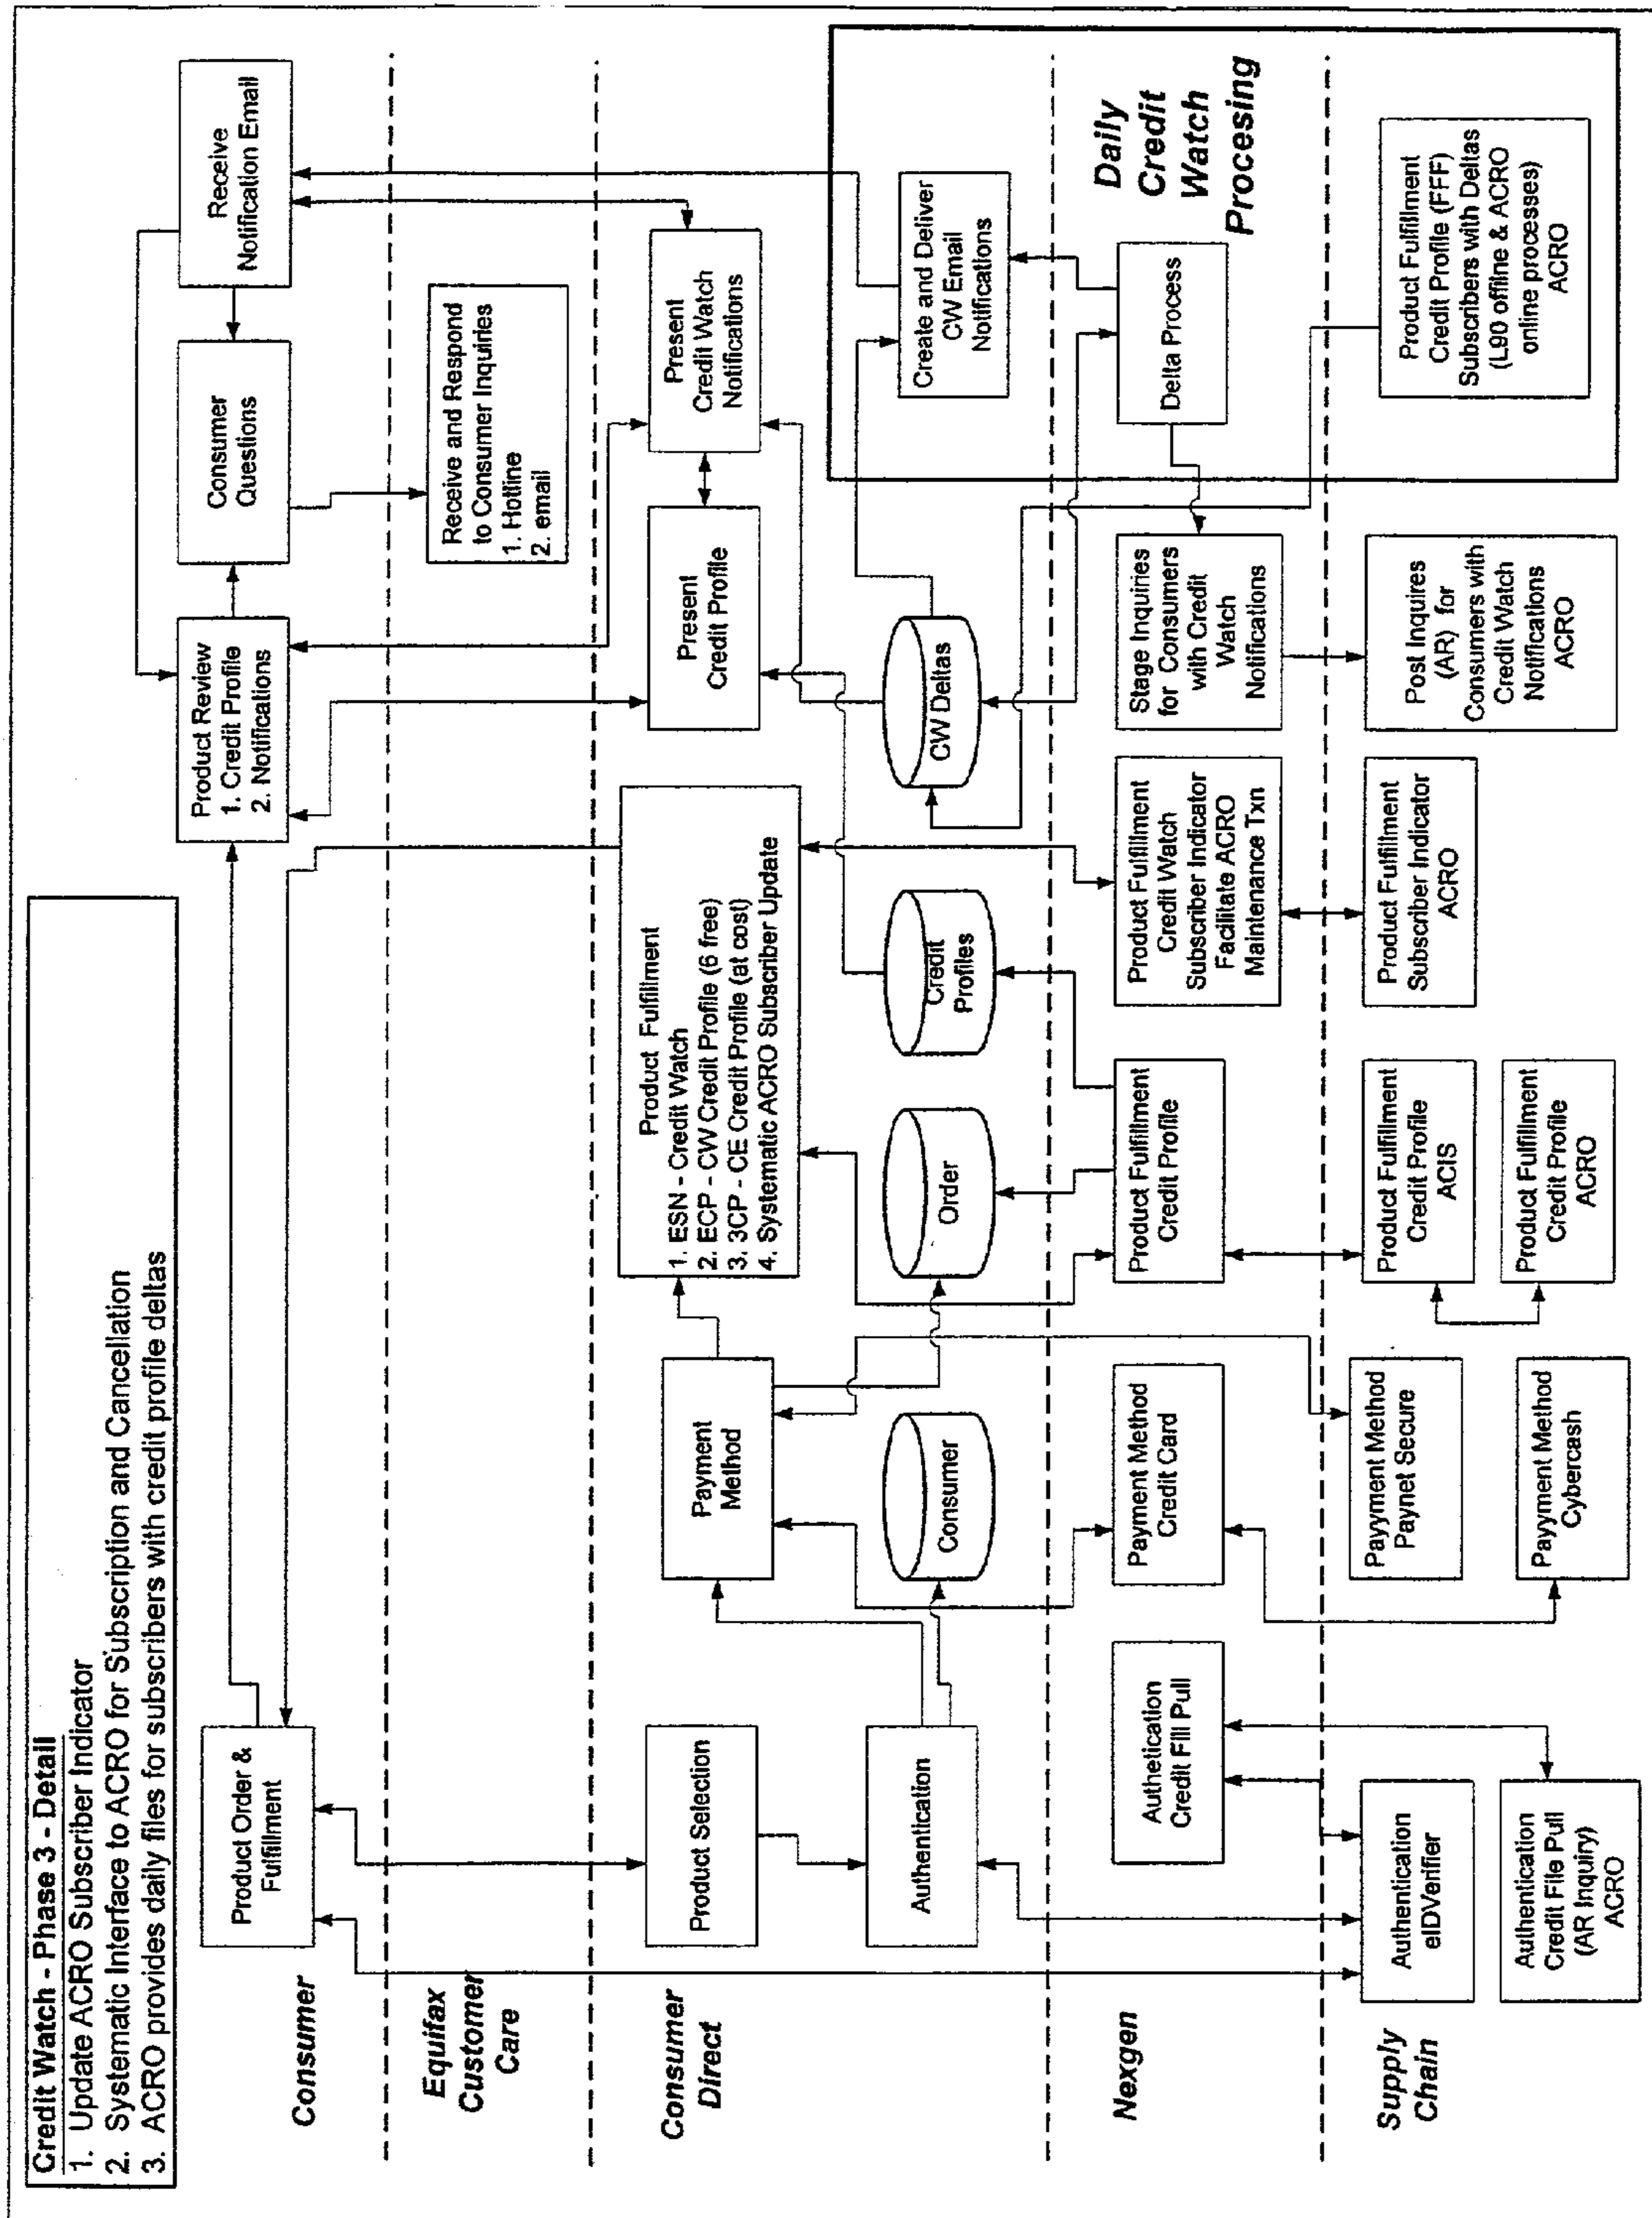 Credit Watch - Phase 3 - Detail
1. Update ACRO Subscriber Indicator
2. Systematic Interface to ACRO for Subscription and Cancellation
3. ACRO provides daily files for subscribers with credit profile deltas
Consumer
Product Order &
Fulfillment
Product Review
1. Credit Profile
2. Notifications
Consumer
Questions
Receive
Notification Email
Equifax
Customer
Care
Receive and Respond
to Consumer Inquiries
1. Hotline
2. email
Consumer
Direct
Product Selection
Authentication
Payment
Method
Consumer
Product Fulfillment
1. ESN - Credit Watch
2. ECP - CW Credit Profile (6 free)
3. 3CP - CE Credit Profile (at cost)
4. Systematic ACRO Subscriber Update
Order
Credit
Profiles
Present
Credit Profile
CW Deltas
Present
Credit Watch
Notifications
Create and Deliver
CW Email
Notifications
Nexgen
Authetication
Credit Fill Pull
Payment Method
Credit Card
Product Fulfillment
Credit Profile
Product Fulfillment
Credit Watch
Subscriber Indicator
Facilitate ACRO
Maintenance Txn
Stage Inquiries
for Consumers
with Credit
Watch
Notifications
Delta Process
Daily
Credit
Watch
Procesing
Supply
Chain
Authentication
eIDVerifier
Authentication
Credit File Pull
(AR Inquiry)
ACRO
Payyment Method
Paynet Secure
Payyment Method
Cybercash
Product Fulfillment
Credit Profile
ACIS
Product Fulfillment
Credit Profile
ACRO
Product Fulfillment
Subscriber Indicator
ACRO
Post Inquires
(AR) for
Consumers with
Credit Watch
Notifications
ACRO
Product Fulfillment
Credit Profile (FFF)
Subscribers with Deltas
(L90 offline & ACRO
online processes)
ACRO